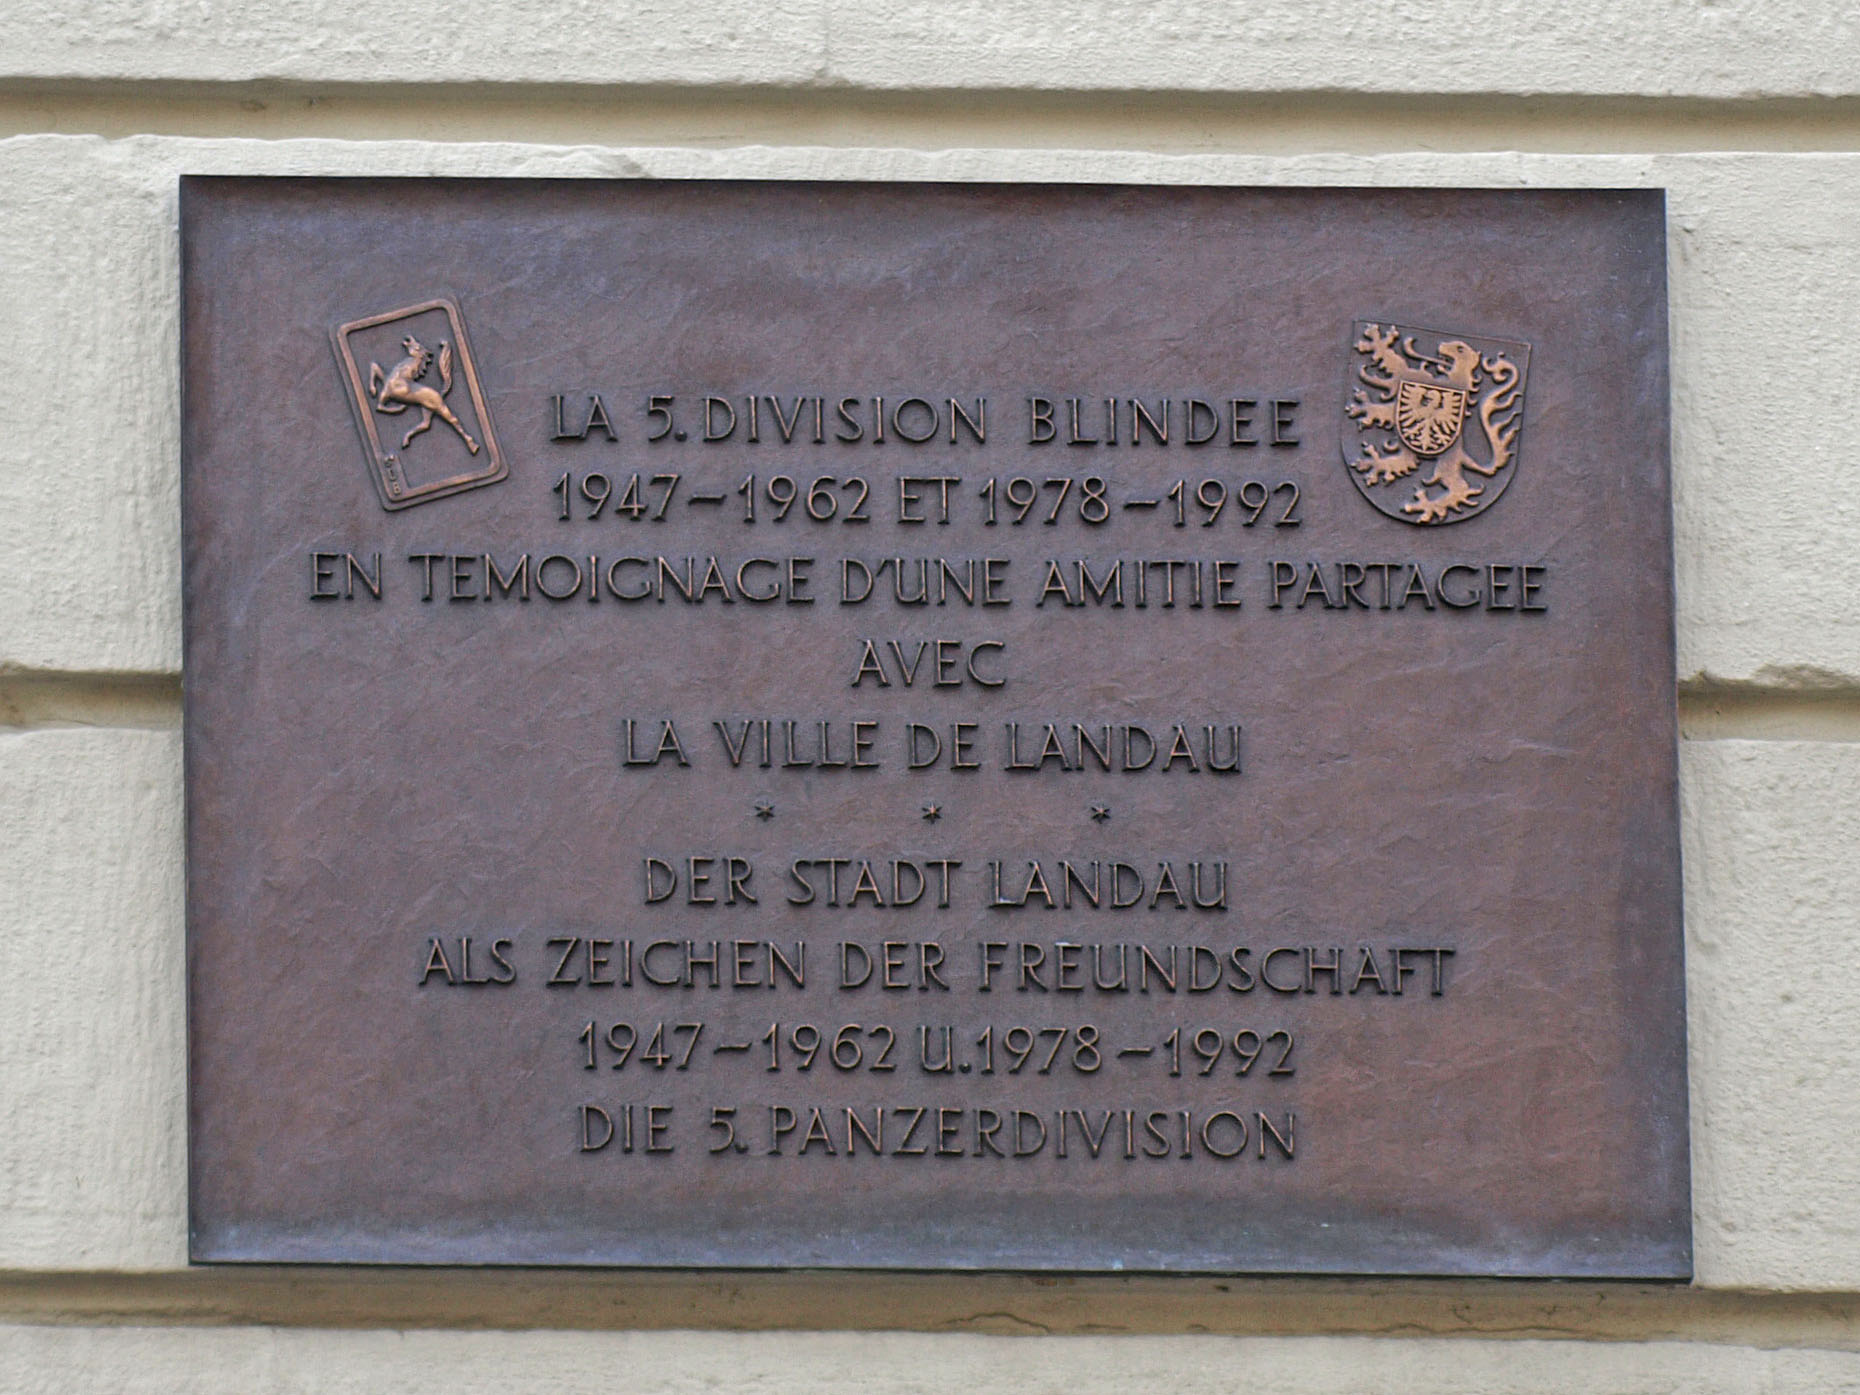 LA 5. DIVISION BLINDEE
1947–1962 ET 1978–1992
EN TEMOIGNAGE D'UNE AMITIE PARTAGEE
AVEC
LA VILLE DE LANDAU
* * *
DER STADT LANDAU
ALS ZEICHEN DER FREUNDSCHAFT
1947–1962 U. 1978–1992
DIE 5. PANZERDIVISION